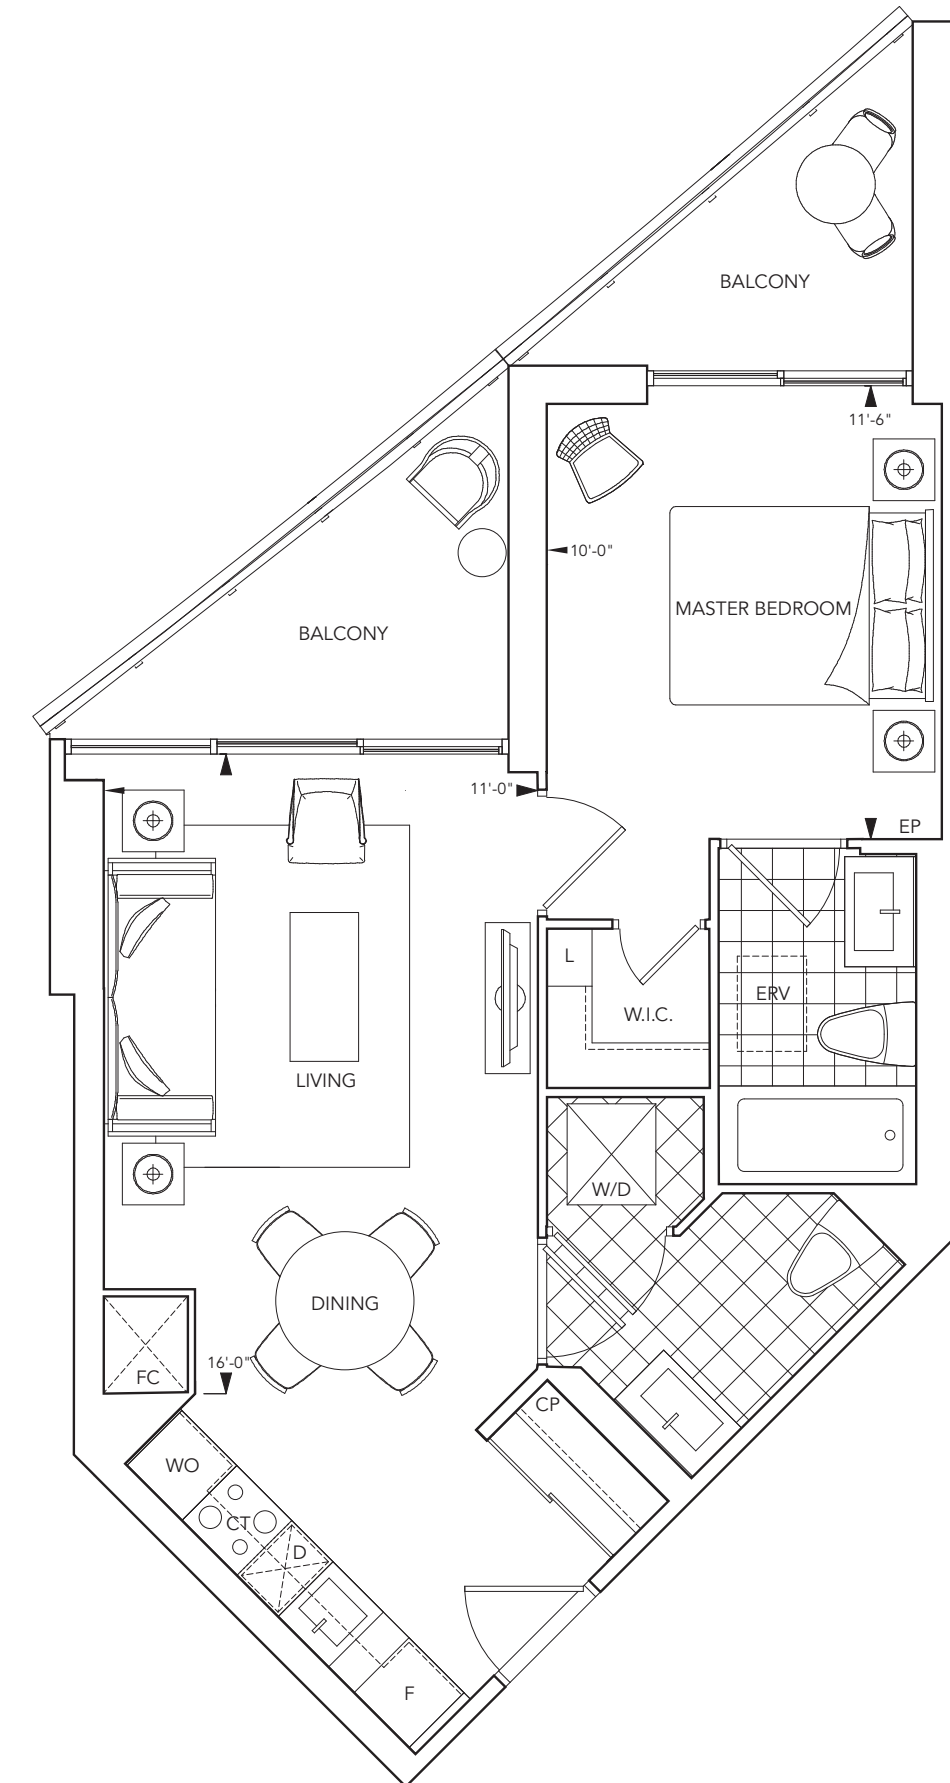 BALCONY
11'-6"
10'-0"
MASTER BEDROOM
BALCONY
11'-0"
EP
L
ERV
W.I.C.
LIVING
W/D
DINING
16'-0"
FC
CP
WO
CT
D
F